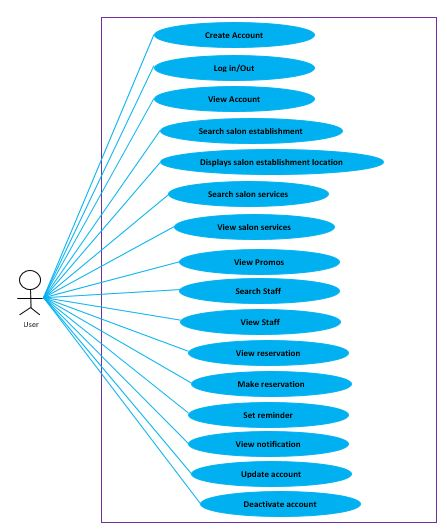 Create Account
Log in/Out
View Account
Search salon establishment
Displays salon establishment location
Search salon services
View salon services
View Promos
Search Staff
View Staff
User
View reservation
Make reservation
Set reminder
View notification
Update account
Deactivate account